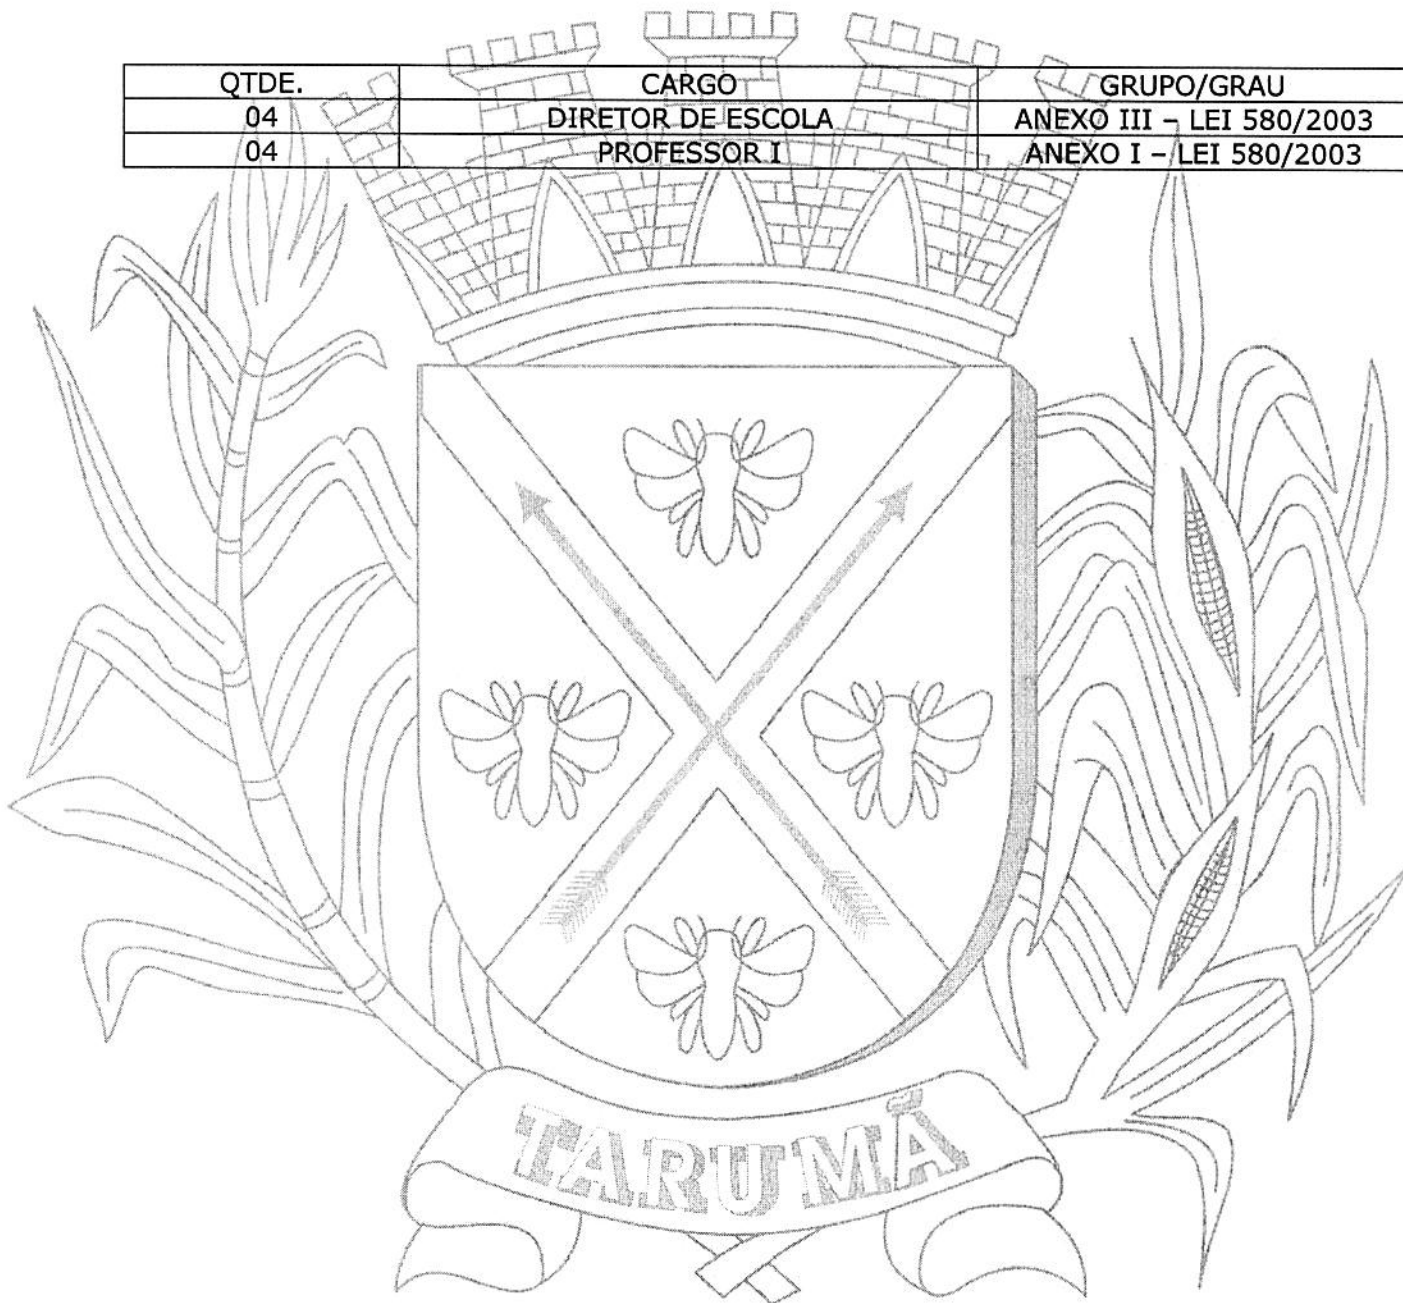 QTDE. CARGO GRUPO/GRAU
04 DIRETOR DE ESCOLA ANEXO III – LEI 580/2003
04 PROFESSOR I ANEXO I – LEI 580/2003
TARUMÃ